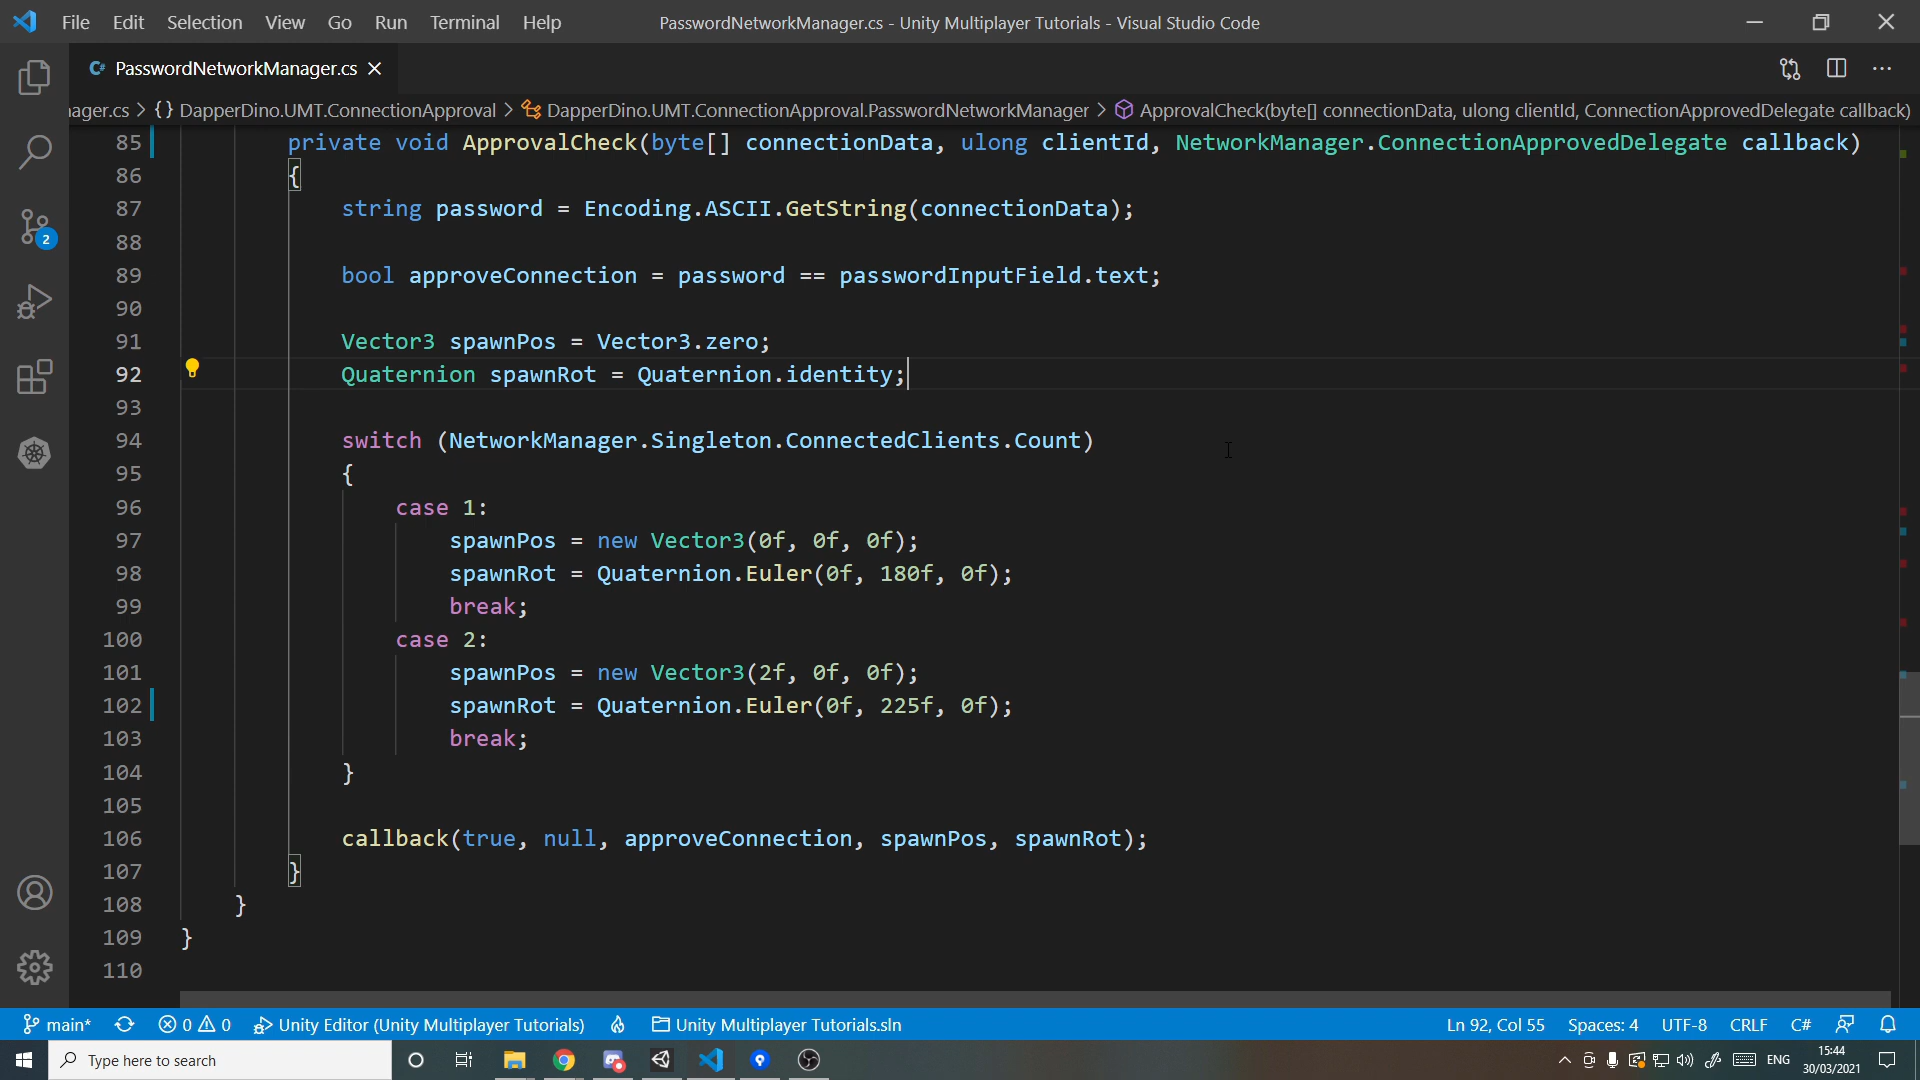 File Edit Selection View Go Run Terminal Help PasswordNetworkManager.cs - Unity Multiplayer Tutorials - Visual Studio Code
C# PasswordNetworkManager.cs
ager.cs > {} DapperDino.UMT.ConnectionApproval > DapperDino.UMT.ConnectionApproval.PasswordNetworkManager > ApprovalCheck(byte[] connectionData, ulong clientId, ConnectionApprovedDelegate callback)
85 private void ApprovalCheck(byte[] connectionData, ulong clientId, NetworkManager.ConnectionApprovedDelegate callback)
86 {
87 string password = Encoding.ASCII.GetString(connectionData);
88
89 bool approveConnection = password == passwordInputField.text;
90
91 Vector3 spawnPos = Vector3.zero;
92 Quaternion spawnRot = Quaternion.identity;
93
94 switch (NetworkManager.Singleton.ConnectedClients.Count)
95 {
96 case 1:
97 spawnPos = new Vector3(0f, 0f, 0f);
98 spawnRot = Quaternion.Euler(0f, 180f, 0f);
99 break;
100 case 2:
101 spawnPos = new Vector3(2f, 0f, 0f);
102 spawnRot = Quaternion.Euler(0f, 225f, 0f);
103 break;
104 }
105
106 callback(true, null, approveConnection, spawnPos, spawnRot);
107 }
108 }
109 }
110
2
main* 0 0 Unity Editor (Unity Multiplayer Tutorials) Unity Multiplayer Tutorials.sln Ln 92, Col 55 Spaces: 4 UTF-8 CRLF C#
Type here to search ENG 15:44
30/03/2021